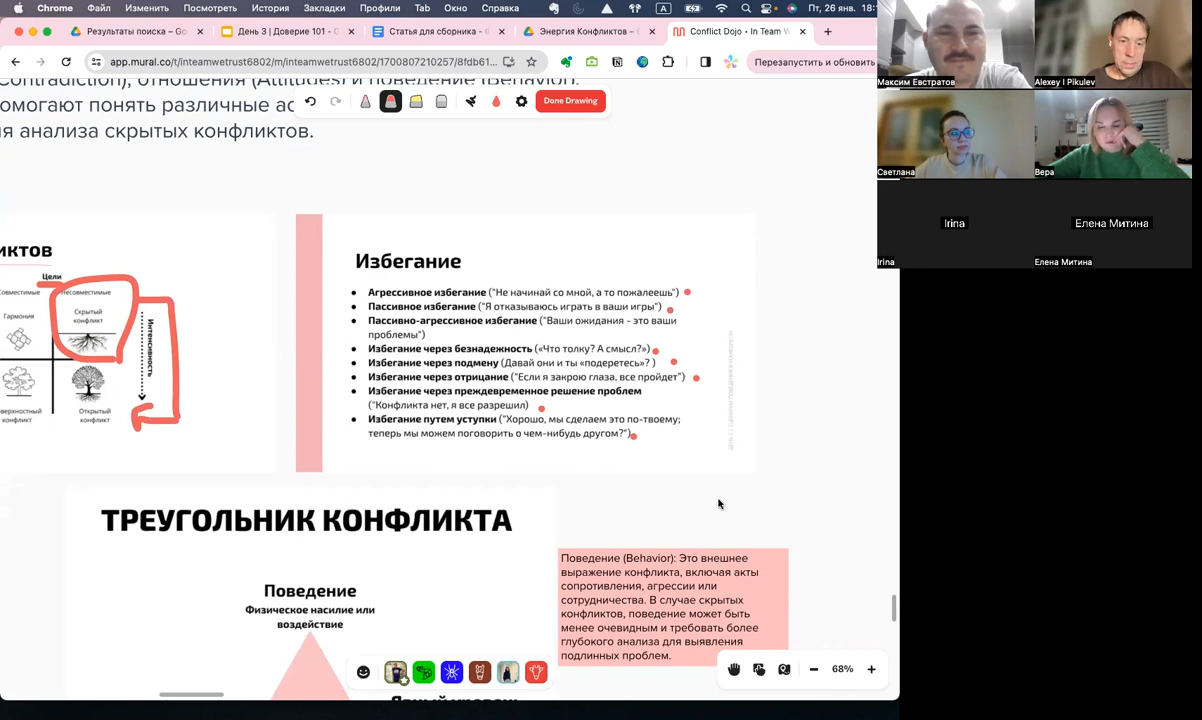 Chrome Файл Изменить Посмотреть История Закладки Профили Tab Окно Справка A Пт, 26 янв. 18:
Результаты поиска – Go
День 3 | Доверие 101 - G
Статья для сборника - G
Энергия Конфликтов – G
Conflict Dojo • In Team W
app.mural.co/t/inteamwetrust6802/m/inteamwetrust6802/1700807210257/8fdb61...
Перезапустить и обновить
Contradiction), отношения (Attitudes) и поведение (Behavior).
омогают понять различные ас
я анализа скрытых конфликтов.
Done Drawing
Максим Евстратов
Alexey I Pikulev
Светлана
Вера
Irina
Елена Митина
Irina
Елена Митина
иктов
Цели
Совместимые
Несовместимые
Гармония
Скрытый
конфликт
Интенсивность
верхностный
конфликт
Открытый
конфликт
Избегание
• Агрессивное избегание ("Не начинай со мной, а то пожалеешь")
• Пассивное избегание ("Я отказываюсь играть в ваши игры")
• Пассивно-агрессивное избегание ("Ваши ожидания - это ваши
проблемы")
• Избегание через безнадежность («Что толку? А смысл?»)
• Избегание через подмену (Давай они и ты «подеретесь»? )
• Избегание через отрицание ("Если я закрою глаза, все пройдет")
• Избегание через преждевременное решение проблем
("Конфликта нет, я все разрешил)
• Избегание путем уступки ("Хорошо, мы сделаем это по-твоему;
теперь мы можем поговорить о чем-нибудь другом?")
ТРЕУГОЛЬНИК КОНФЛИКТА
Поведение
Физическое насилие или
воздействие
Поведение (Behavior): Это внешнее
выражение конфликта, включая акты
сопротивления, агрессии или
сотрудничества. В случае скрытых
конфликтов, поведение может быть
менее очевидным и требовать более
глубокого анализа для выявления
подлинных проблем.
68%